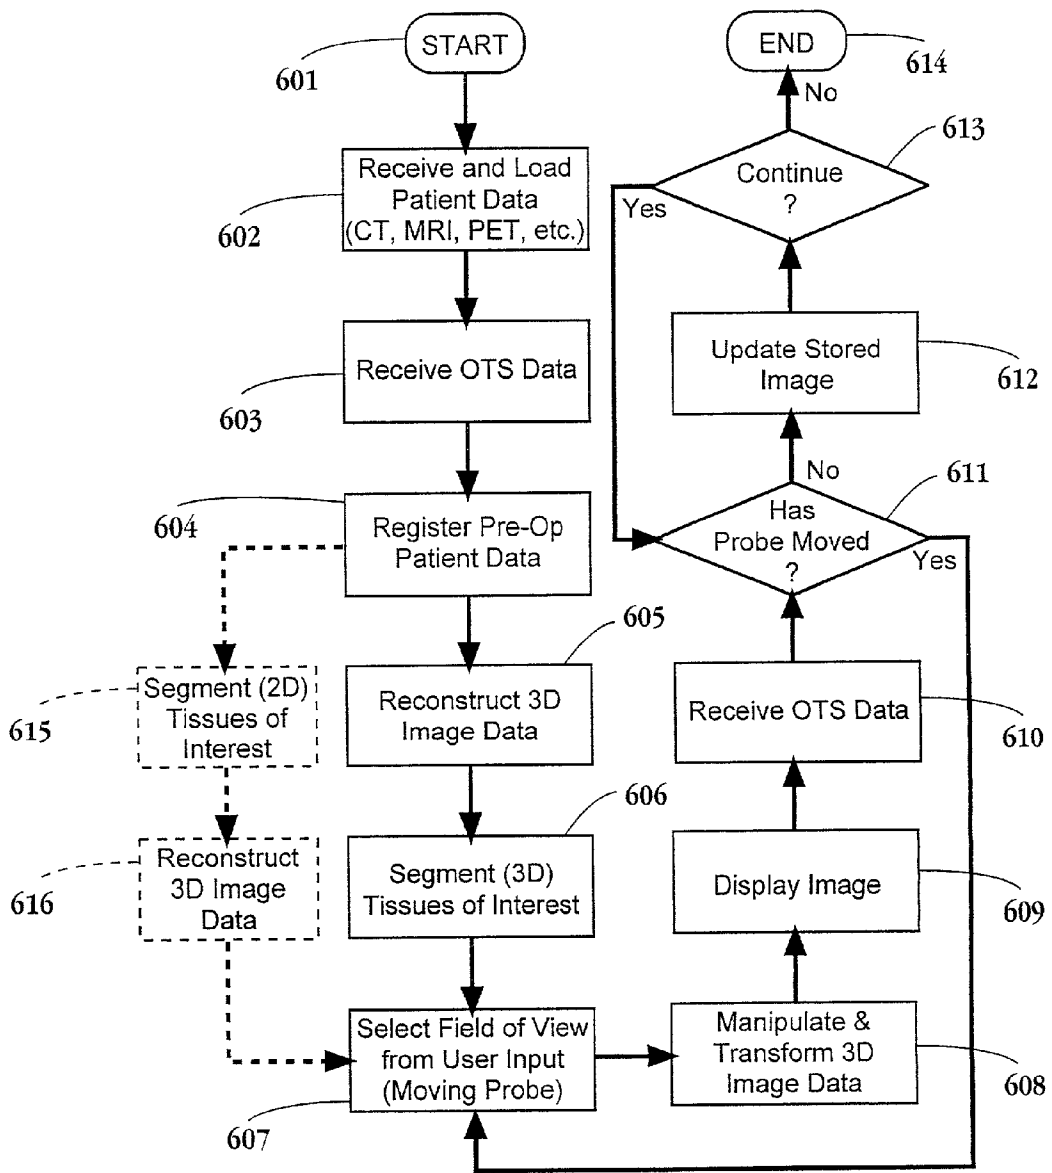 START
601
Receive and Load
Patient Data
(CT, MRI, PET, etc.)
602
Receive OTS Data
603
604
Register Pre-Op
Patient Data
605
Reconstruct 3D
Image Data
606
Segment (3D)
Tissues of Interest
Segment (2D)
Tissues of
Interest
615
Reconstruct
3D Image
Data
616
Select Field of View
from User Input
(Moving Probe)
607
Manipulate &
Transform 3D
Image Data
608
Display Image
609
Receive OTS Data
610
Has
Probe Moved
?
611
Yes
No
Update Stored
Image
612
Continue
?
613
Yes
No
END
614